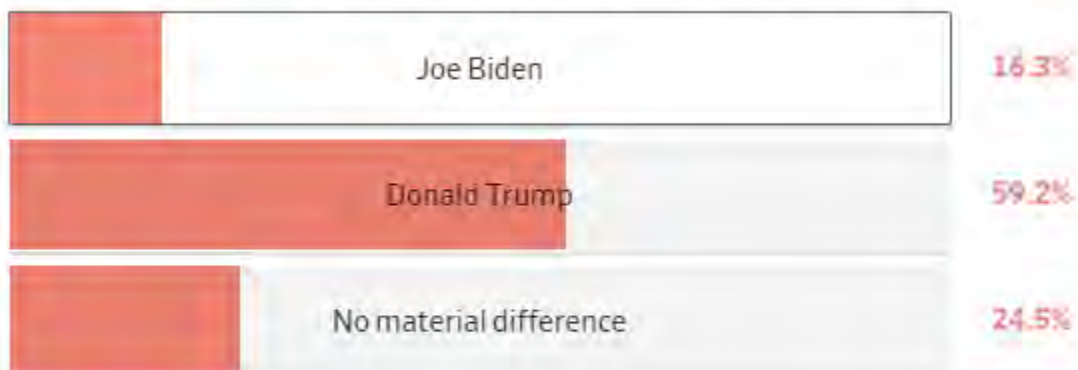 Joe Biden 16.3%
Donald Trump 59.2%
No material difference 24.5%